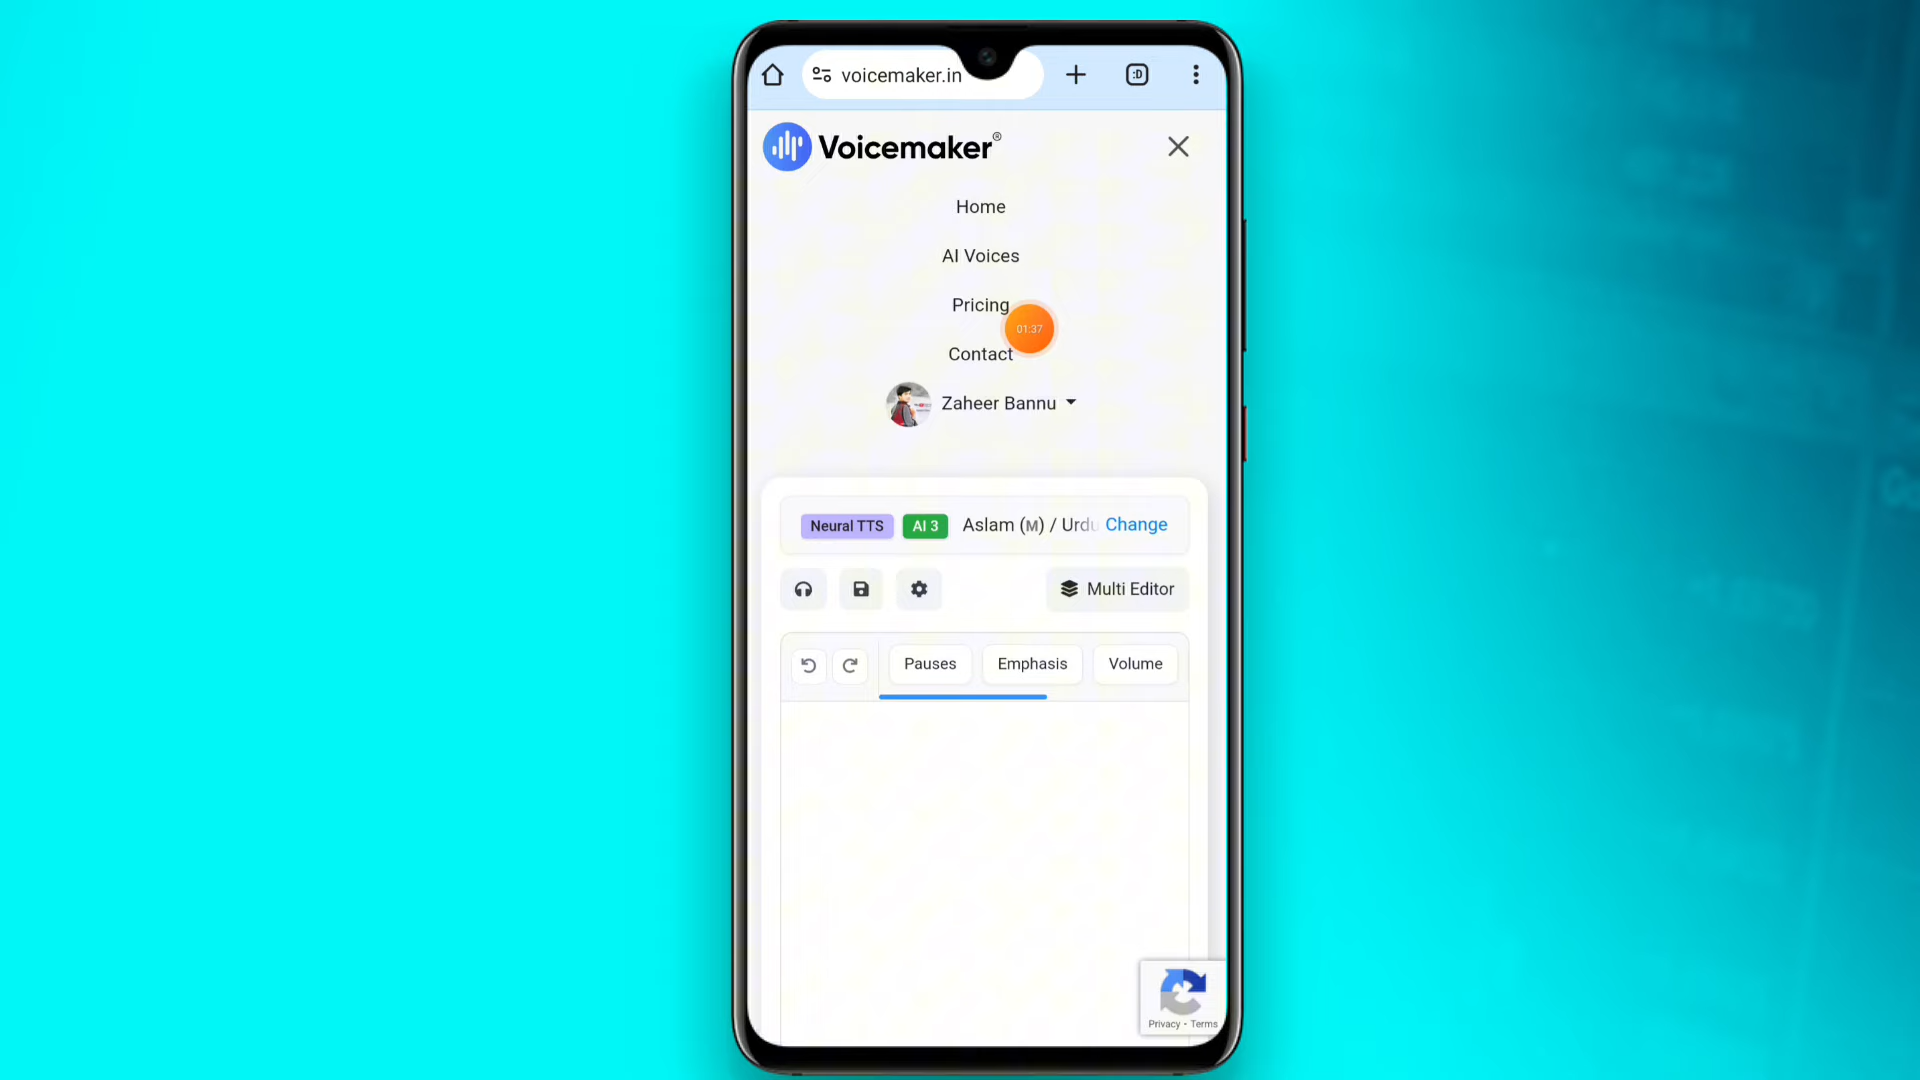 voicemaker.in :D
Voicemaker®
Home
AI Voices
Pricing
01:37
Contact
Zaheer Bannu
Neural TTS AI 3 Aslam (M) / Urdu Change
Multi Editor
Pauses Emphasis Volume
Privacy - Terms